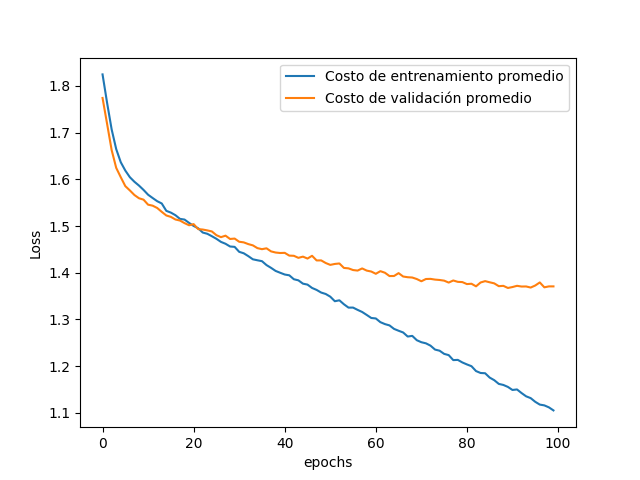 Costo de entrenamiento promedio
Costo de validación promedio
Loss
1.8
1.7
1.6
1.5
1.4
1.3
1.2
1.1
0 20 40 60 80 100
epochs